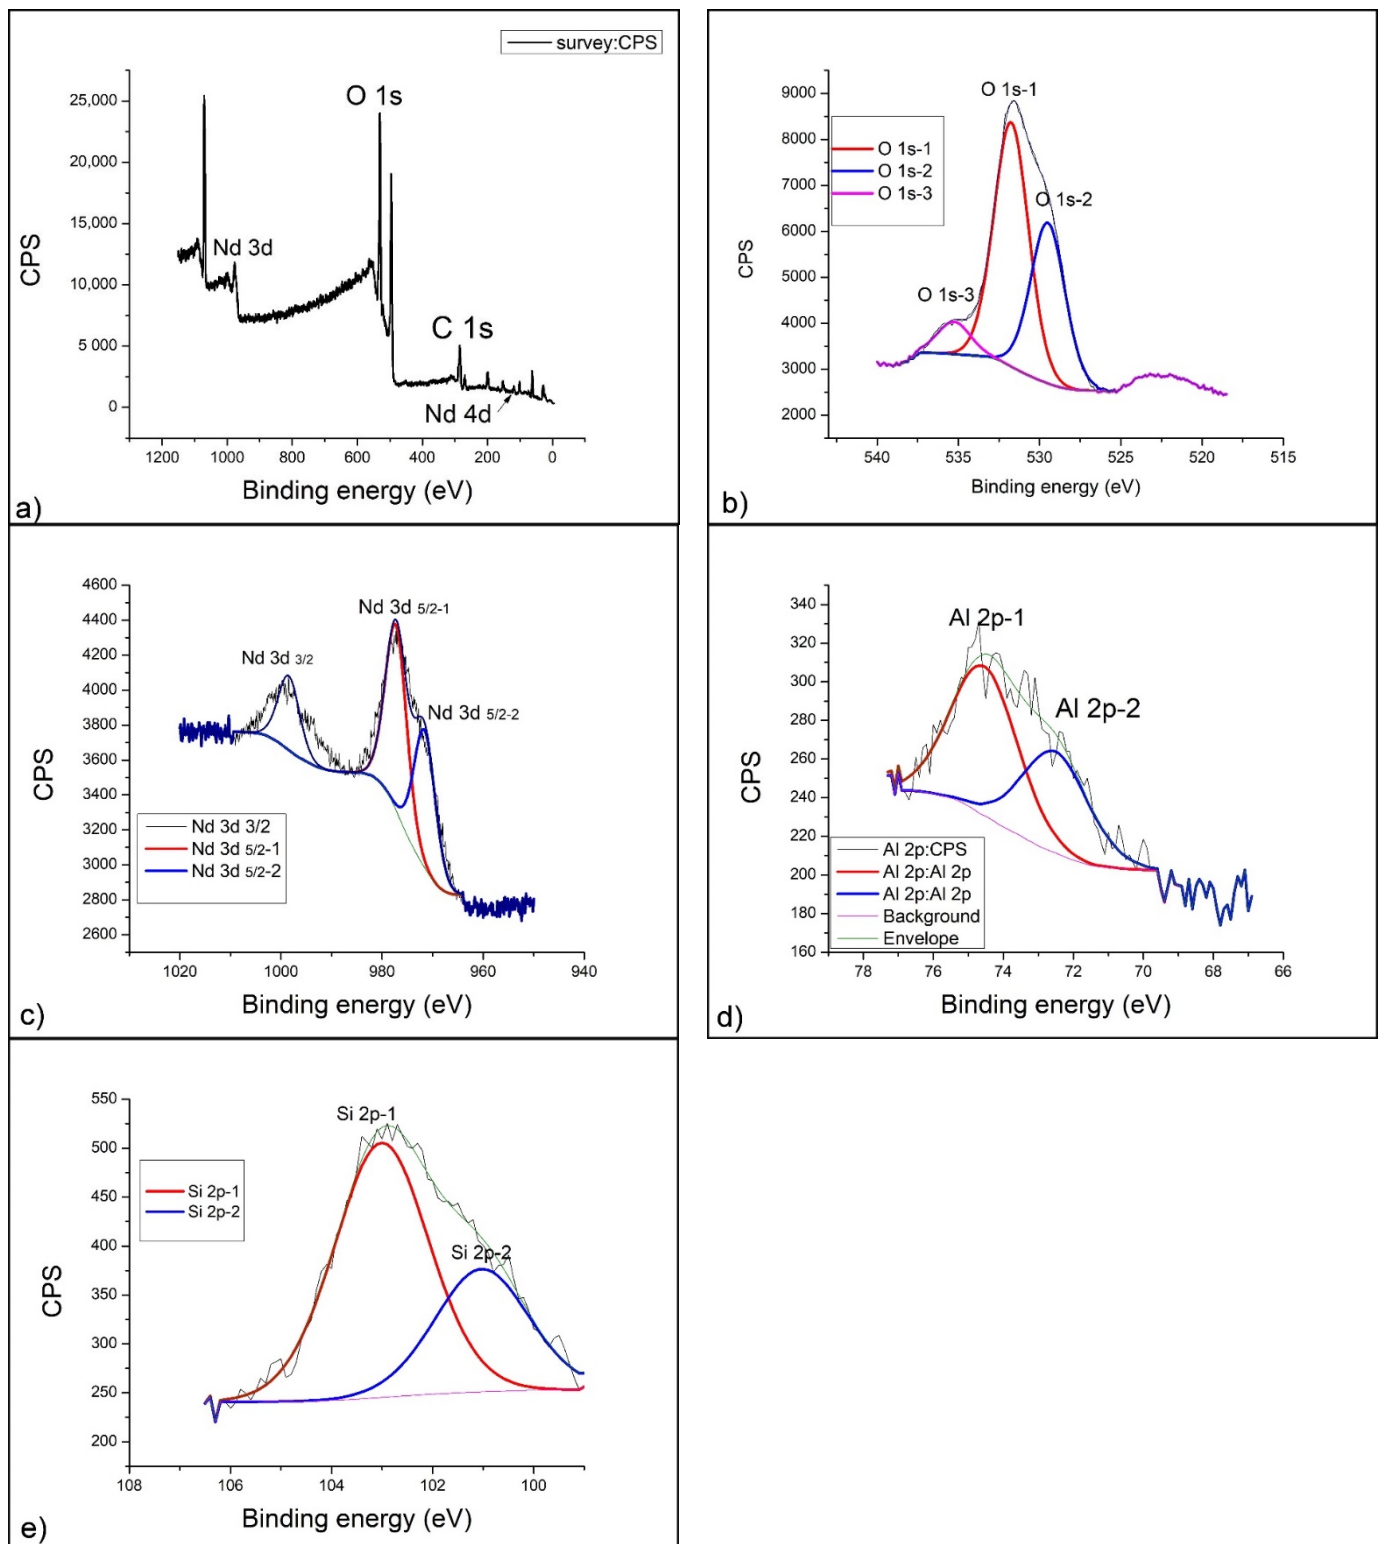 survey:CPS
25,000
20,000
15,000
10,000
5 000
0
CPS
O 1s
Nd 3d
C 1s
Nd 4d
1200 1000 800 600 400 200 0
Binding energy (eV)
a)
9000
8000
7000
6000
5000
4000
3000
2000
CPS
O 1s-1
O 1s-1
O 1s-2
O 1s-3
O 1s-2
O 1s-3
540 535 530 525 520 515
Binding energy (eV)
b)
4600
4400
4200
4000
3800
3600
3400
3200
3000
2800
2600
CPS
Nd 3d 5/2-1
Nd 3d 3/2
Nd 3d 5/2-2
Nd 3d 3/2
Nd 3d 5/2-1
Nd 3d 5/2-2
1020 1000 980 960 940
Binding energy (eV)
c)
340
320
300
280
260
240
220
200
180
160
CPS
Al 2p-1
Al 2p-2
Al 2p:CPS
Al 2p:Al 2p
Al 2p:Al 2p
Background
Envelope
78 76 74 72 70 68 66
Binding energy (eV)
d)
550
500
450
400
350
300
250
200
CPS
Si 2p-1
Si 2p-1
Si 2p-2
Si 2p-2
108 106 104 102 100
Binding energy (eV)
e)